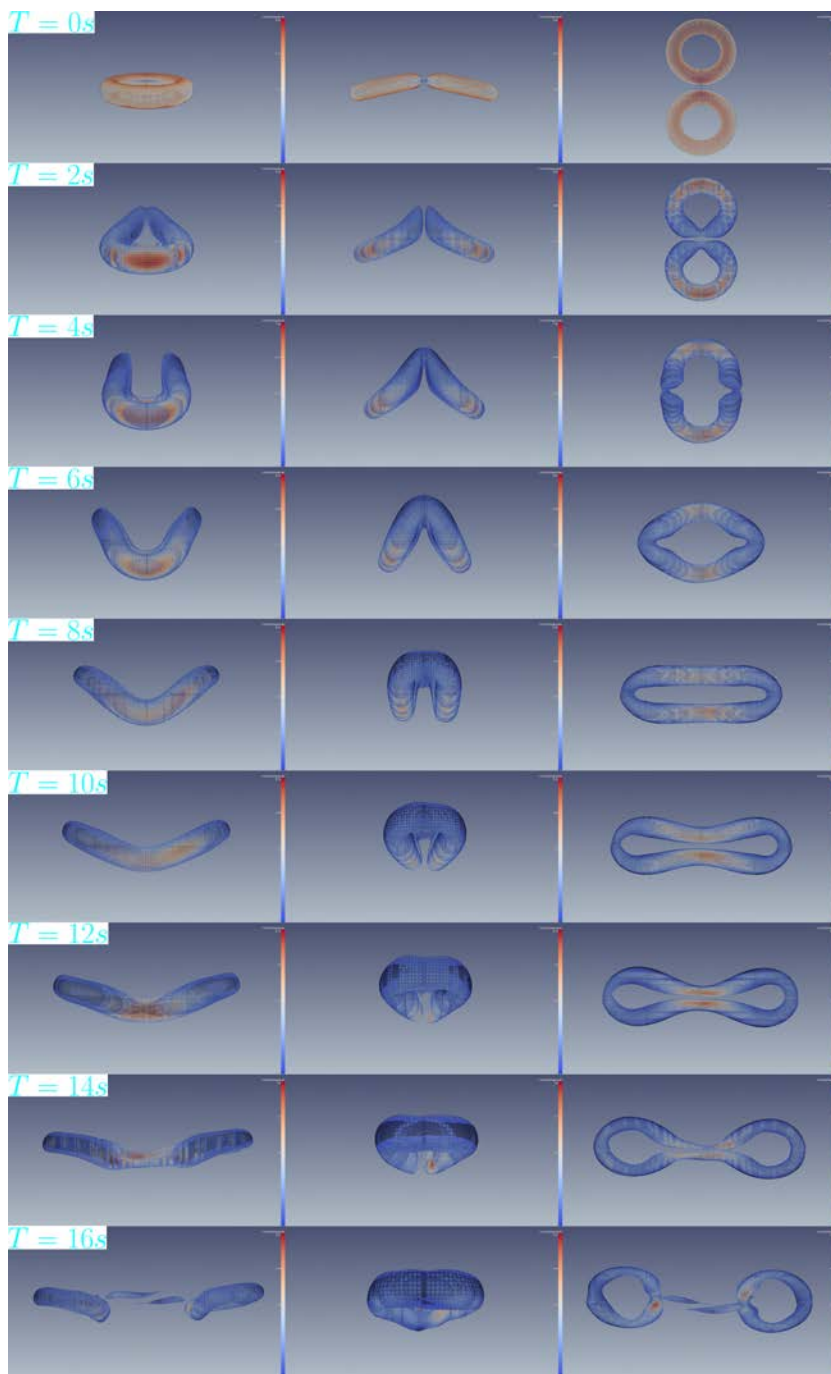 T = 0s
T = 2s
T = 4s
T = 6s
T = 8s
T = 10s
T = 12s
T = 14s
T = 16s